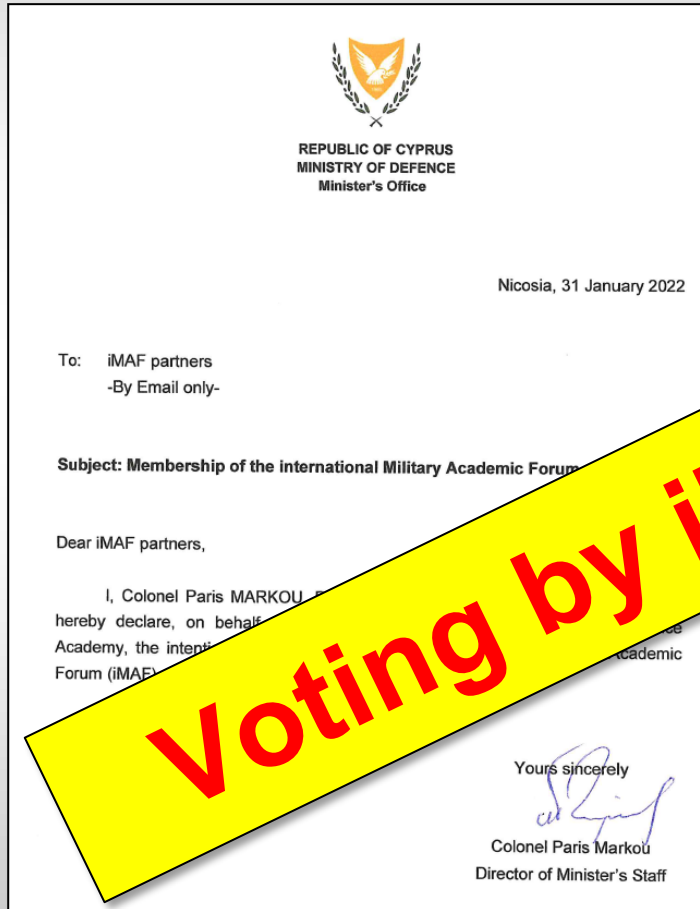 REPUBLIC OF CYPRUS
MINISTRY OF DEFENCE
Minister's Office
Nicosia, 31 January 2022
To: iMAF partners
-By Email only-
Subject: Membership of the international Military Academic Forum
Dear iMAF partners,
I, Colonel Paris MARKOU,
hereby declare, on behalf
Academy, the
Academic
Forum (iMAF)
Voting by
Yours sincerely
Colonel Paris Markou
Director of Minister's Staff